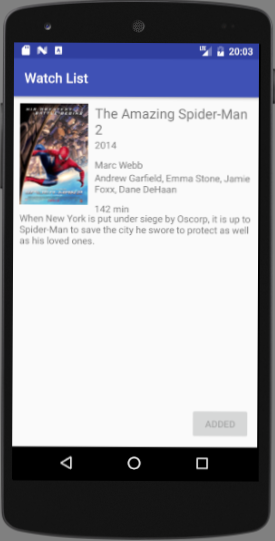 20:03
Watch List
The Amazing Spider-Man
2
2014
Marc Webb
Andrew Garfield, Emma Stone, Jamie
Foxx, Dane DeHaan
142 min
When New York is put under siege by Oscorp, it is up to
Spider-Man to save the city he swore to protect as well
as his loved ones.
ADDED